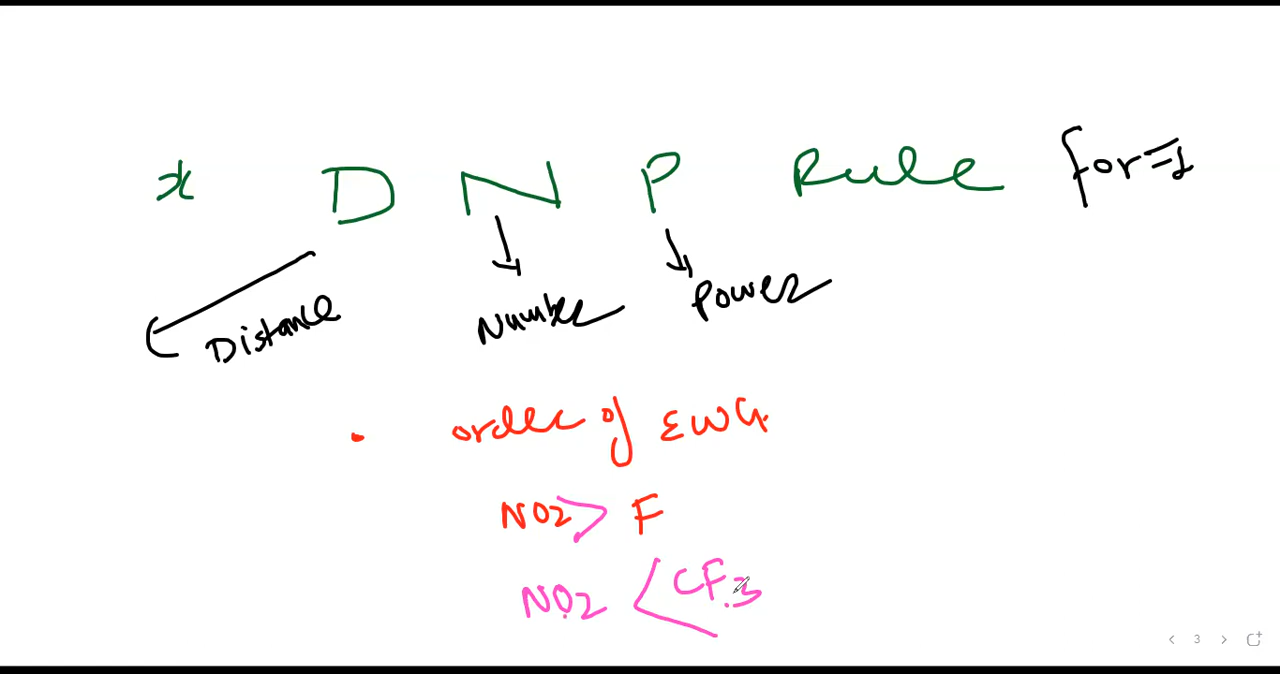 * D N P Rule for =I
Distance Number Power
• order of EWG.
NO2 > F
NO2 < CF3
3